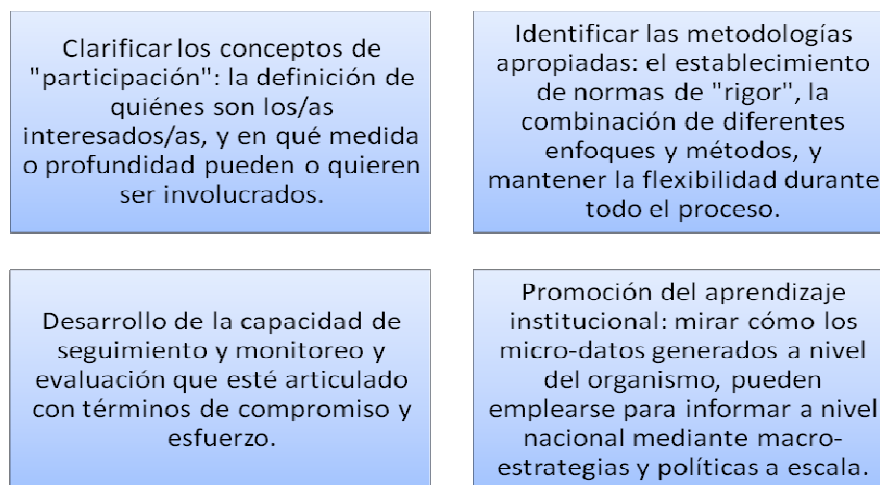 Clarificar los conceptos de
"participación": la definición de
quiénes son los/as
interesados/as, y en qué medida
o profundidad pueden o quieren
ser involucrados.
Identificar las metodologías
apropiadas: el establecimiento
de normas de "rigor", la
combinación de diferentes
enfoques y métodos, y
mantener la flexibilidad durante
todo el proceso.
Desarrollo de la capacidad de
seguimiento y monitoreo y
evaluación que esté articulado
con términos de compromiso y
esfuerzo.
Promoción del aprendizaje
institucional: mirar cómo los
micro-datos generados a nivel
del organismo, pueden
emplearse para informar a nivel
nacional mediante macro-
estrategias y políticas a escala.